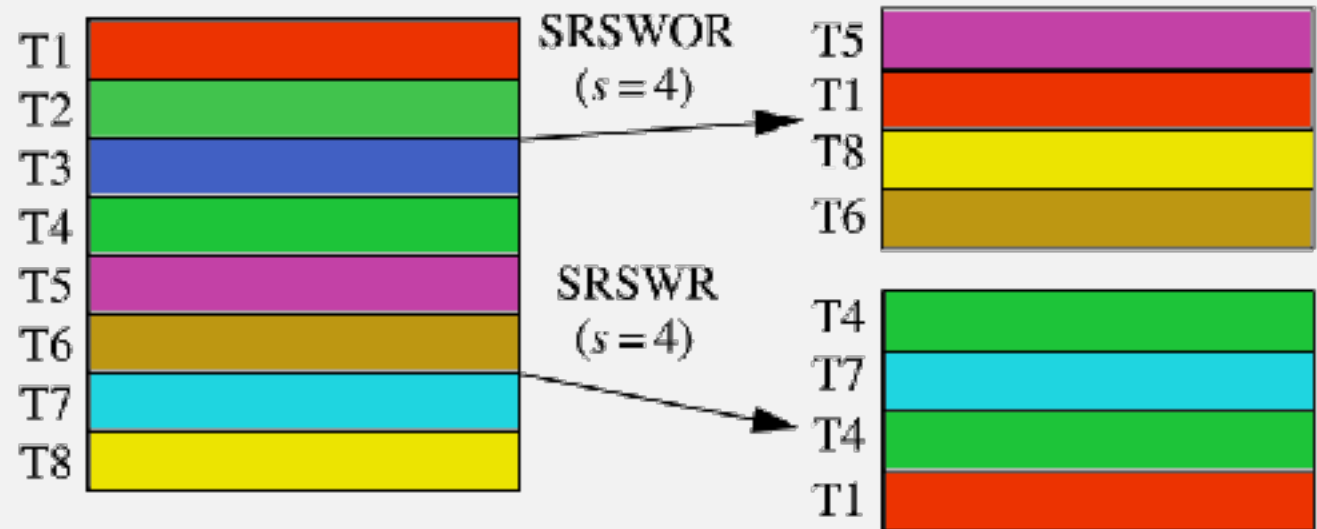 T1
T2
T3
T4
T5
T6
T7
T8
SRSWOR
(s = 4)
SRSWR
(s = 4)
T5
T1
T8
T6
T4
T7
T4
T1